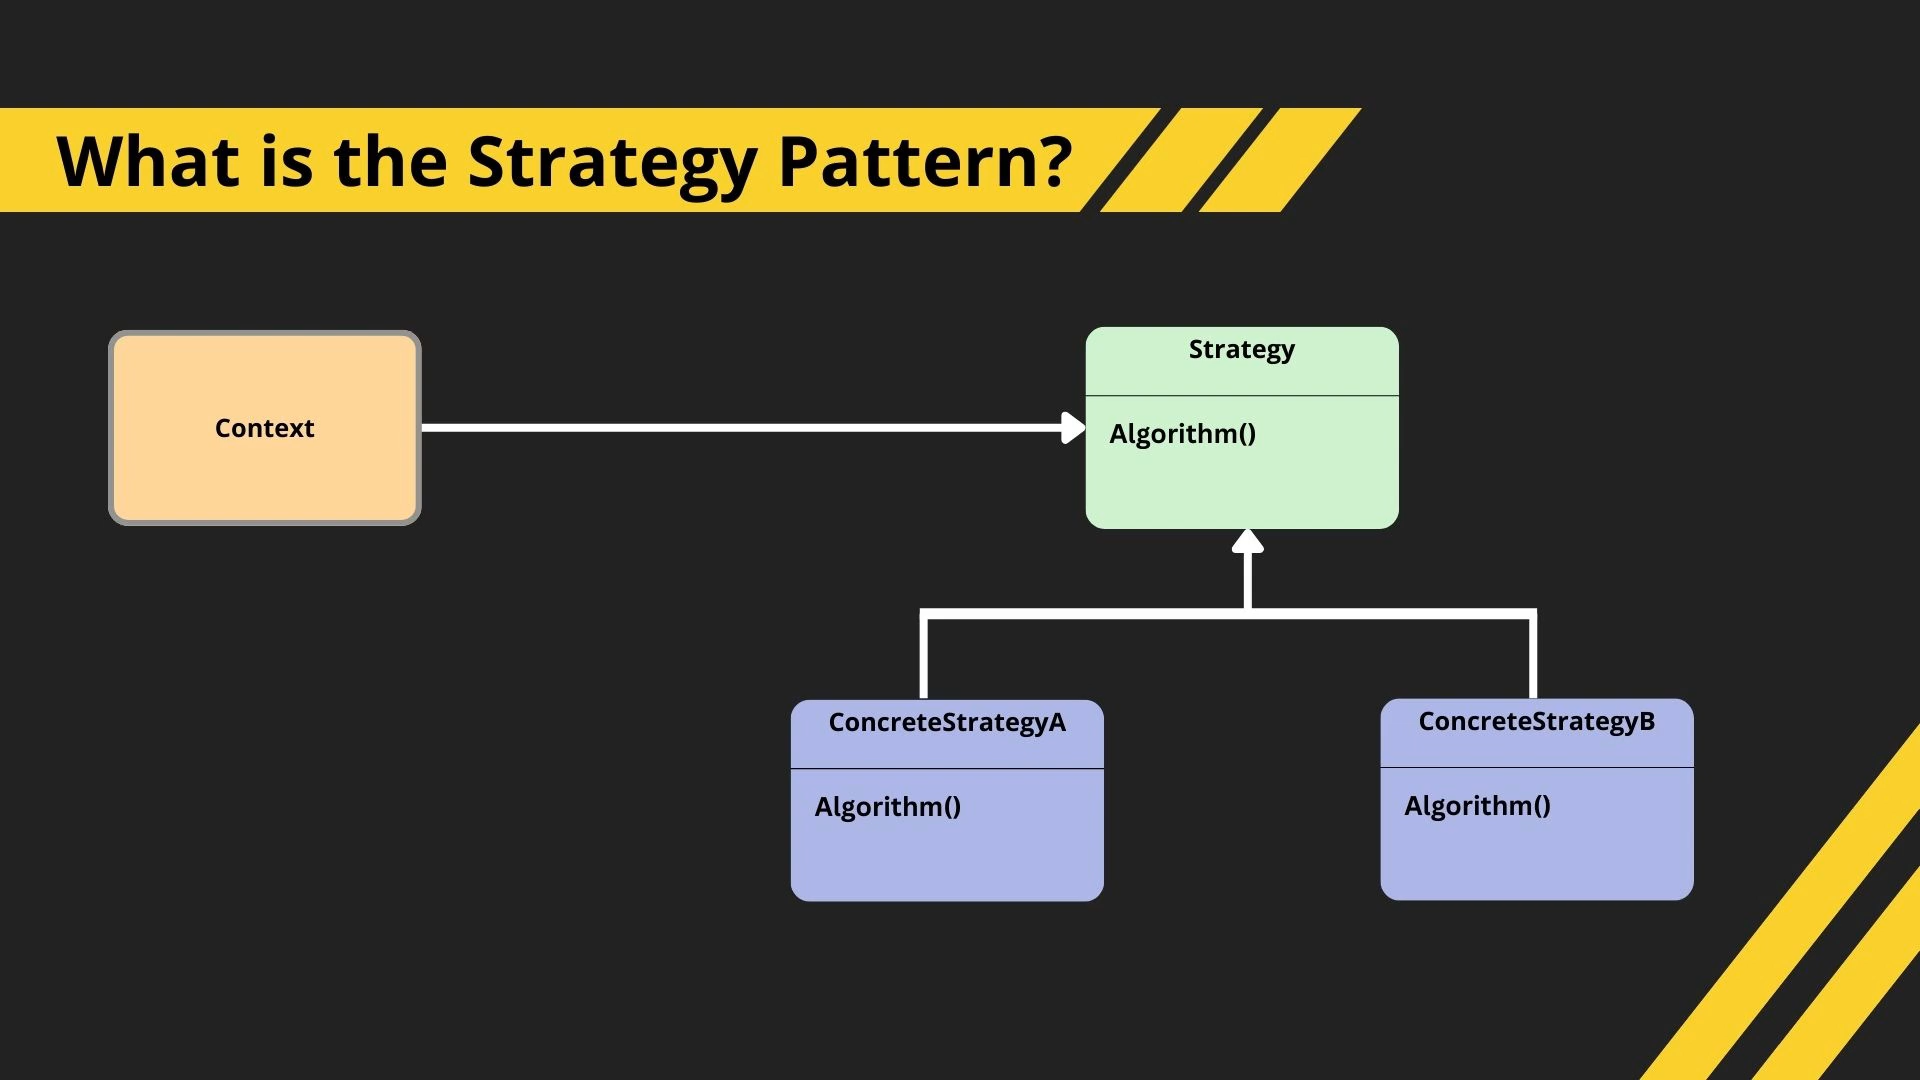 What is the Strategy Pattern?
Context
Strategy
Algorithm()
ConcreteStrategyA
Algorithm()
ConcreteStrategyB
Algorithm()